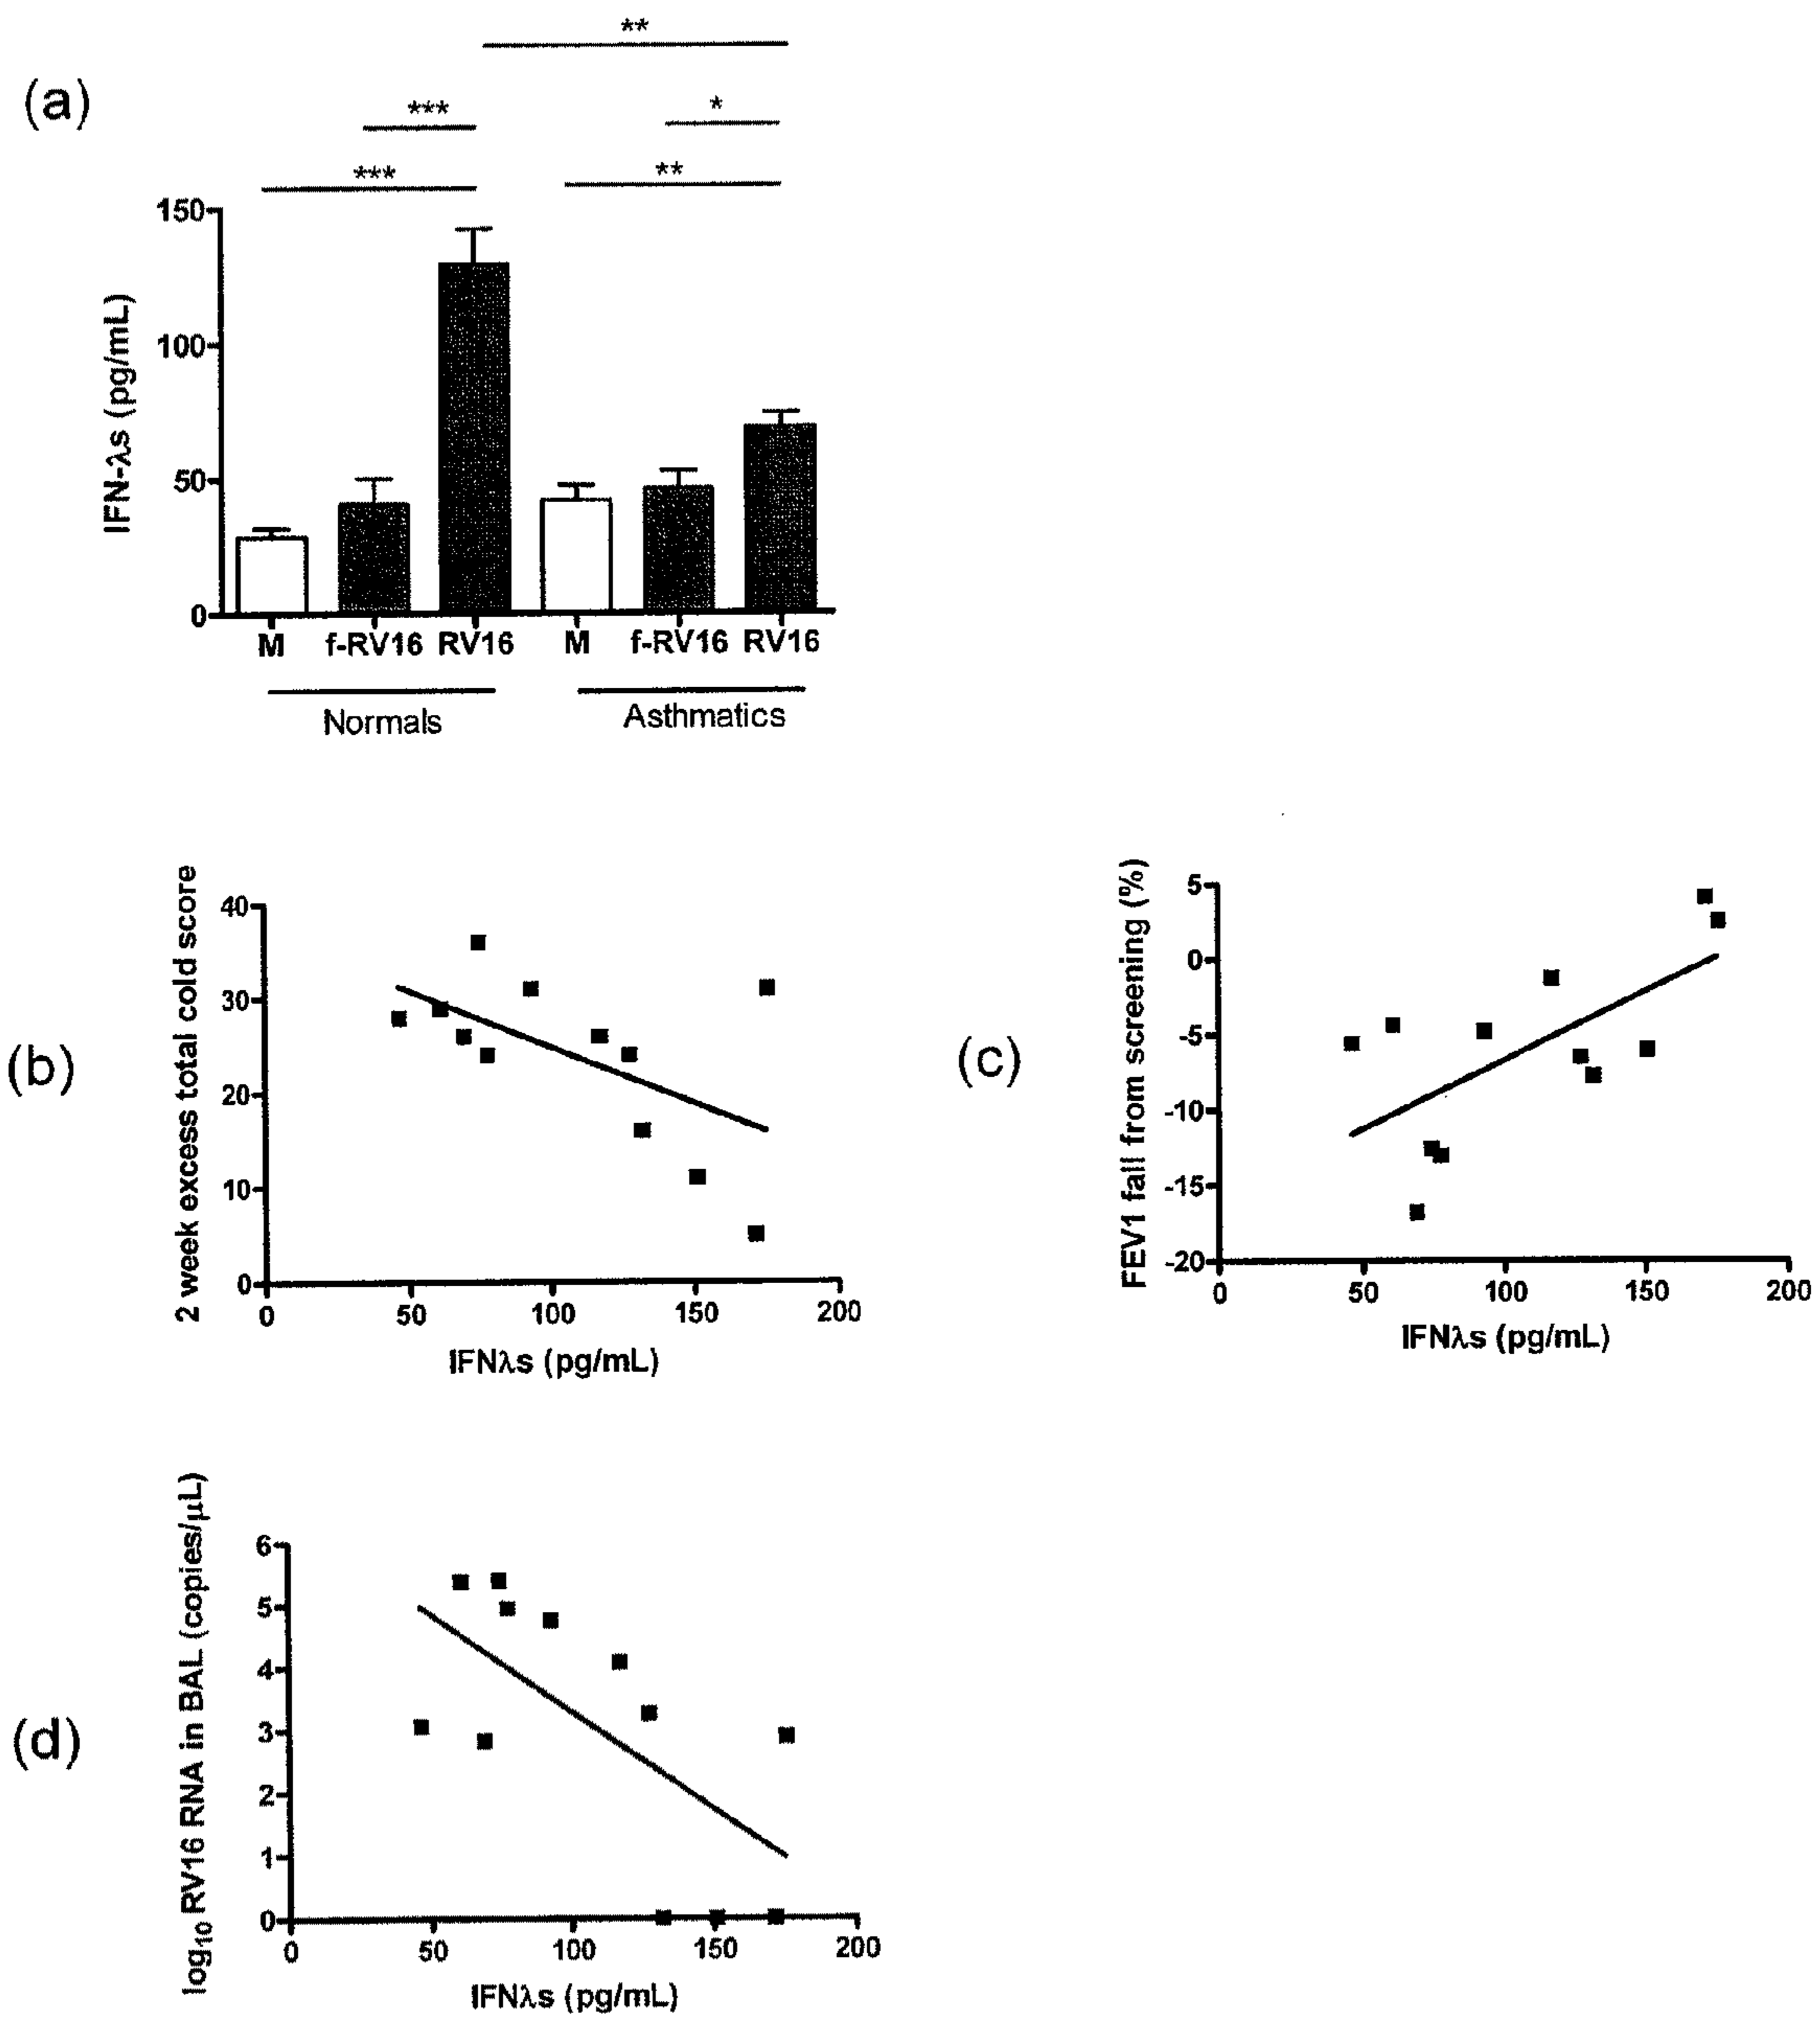 (a)
**
***
*
***
**
IFN-λs (pg/mL)
150
100
50
0
M f-RV16 RV16 M f-RV16 RV16
Normals Asthmatics
(b)
2 week excess total cold score
40
30
20
10
0
0 50 100 150 200
IFNλs (pg/mL)
(c)
FEV1 fall from screening (%)
5
0
-5
-10
-15
-20
0 50 100 150 200
IFNλs (pg/mL)
(d)
log10 RV16 RNA in BAL (copies/μL)
6
5
4
3
2
1
0
0 50 100 150 200
IFNλs (pg/mL)